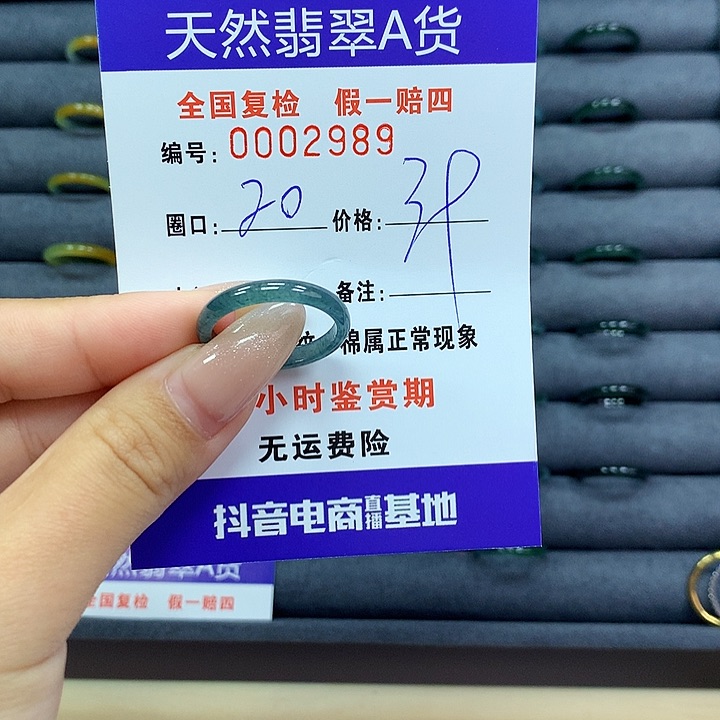 天然翡翠A货
全国复检 假一赔四
编号: 0002989
圈口: 20 价格: 39
备注:
棉属正常现象
小时鉴赏期
无运费险
抖音电商直播基地
然翡翠A货
全国复检 假一赔四